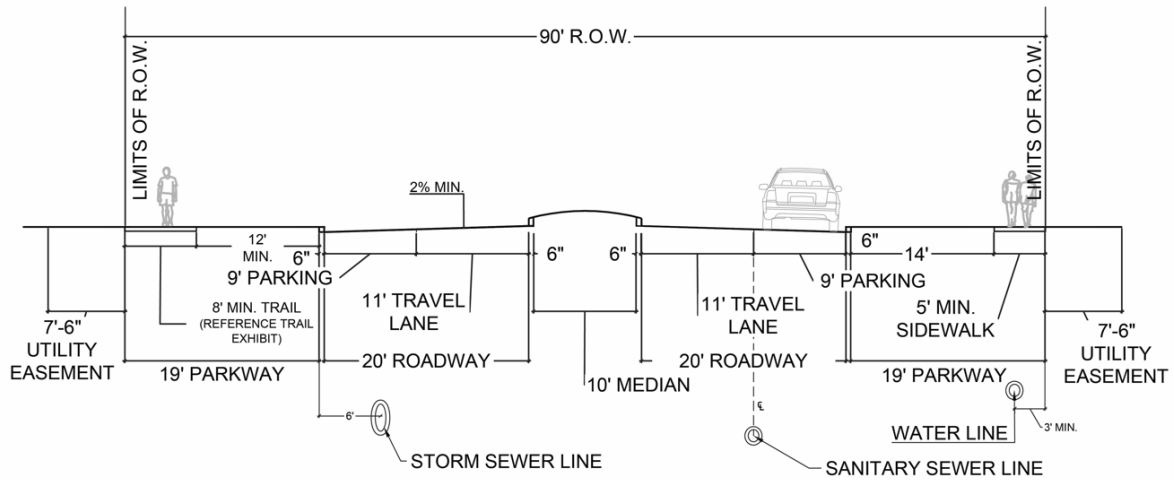 90' R.O.W.
LIMITS OF R.O.W.
LIMITS OF R.O.W.
2% MIN.
12'
MIN.
6"
9' PARKING
11' TRAVEL
LANE
6"
6"
11' TRAVEL
LANE
9' PARKING
6"
14'
8' MIN. TRAIL
(REFERENCE TRAIL
EXHIBIT)
5' MIN.
SIDEWALK
7'-6"
UTILITY
EASEMENT
7'-6"
UTILITY
EASEMENT
19' PARKWAY
20' ROADWAY
10' MEDIAN
20' ROADWAY
19' PARKWAY
6'
℄
WATER LINE
3' MIN.
STORM SEWER LINE
SANITARY SEWER LINE